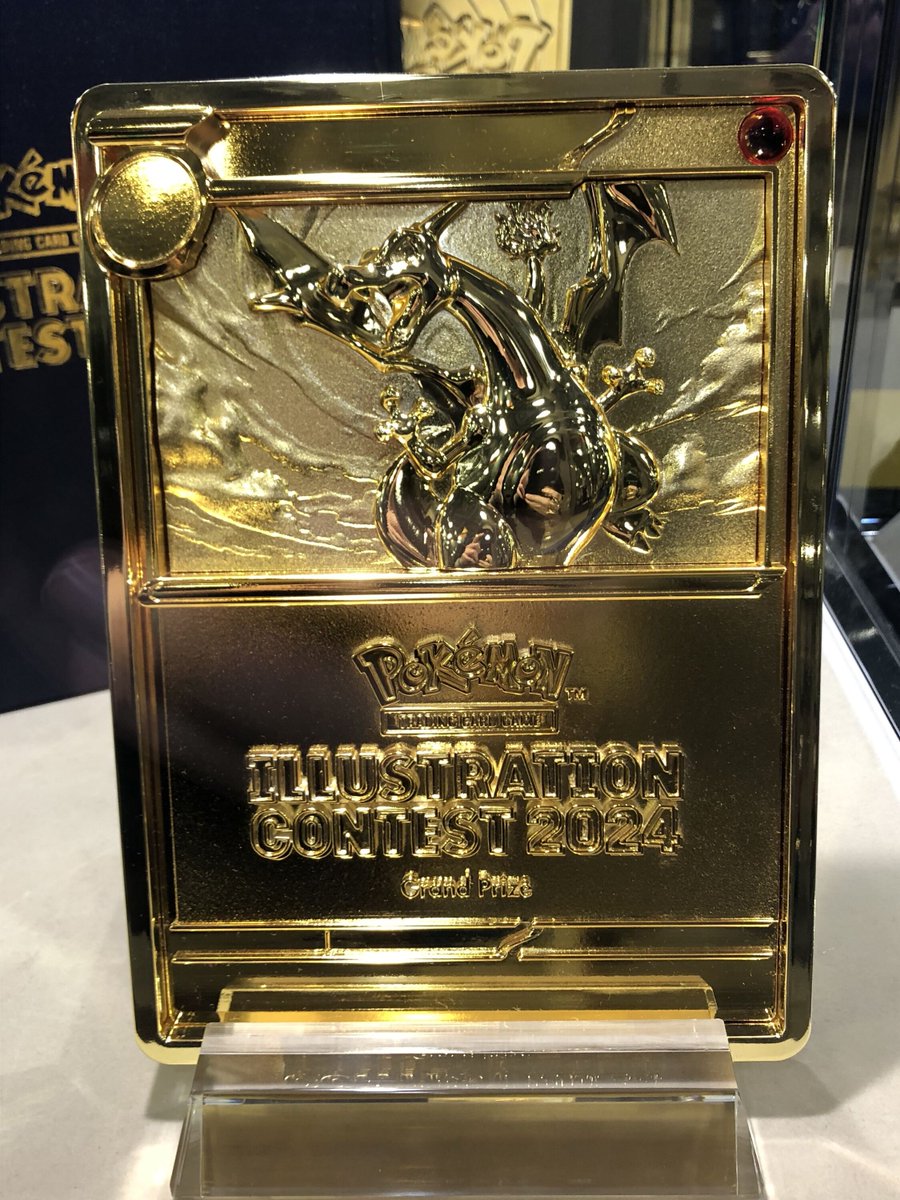 POKéMON
TRADING CARD GAME
ILLUSTRATION
CONTEST 2024
Grand Prize